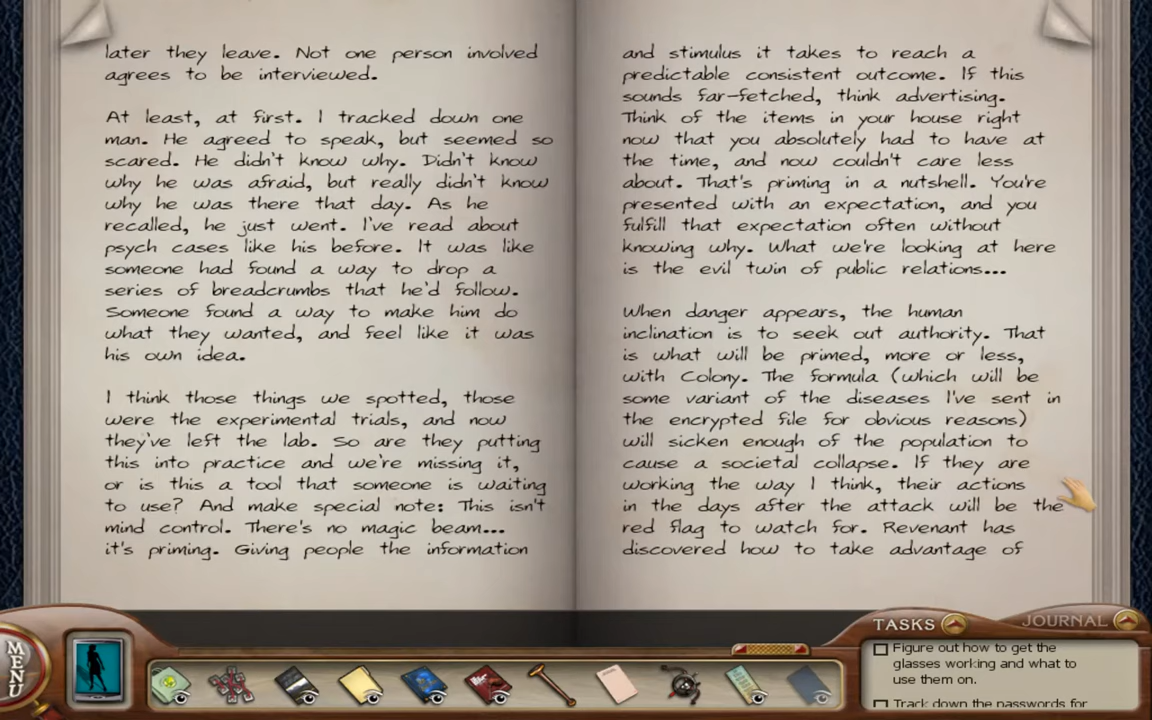 later they leave. Not one person involved
agrees to be interviewed.
At least, at first. I tracked down one
man. He agreed to speak, but seemed so
scared. He didn't know why. Didn't know
why he was afraid, but really didn't know
why he was there that day. As he
recalled, he just went. I've read about
psych cases like his before. It was like
someone had found a way to drop a
series of breadcrumbs that he'd follow.
Someone found a way to make him do
what they wanted, and feel like it was
his own idea.
I think those things we spotted, those
were the experimental trials, and now
they've left the lab. So are they putting
this into practice and we're missing it,
or is this a tool that someone is waiting
to use? And make special note: This isn't
mind control. There's no magic beam...
it's priming. Giving people the information
and stimulus it takes to reach a
predictable consistent outcome. If this
sounds far-fetched, think advertising.
Think of the items in your house right
now that you absolutely had to have at
the time, and now couldn't care less
about. That's priming in a nutshell. You're
presented with an expectation, and you
fulfill that expectation often without
knowing why. What we're looking at here
is the evil twin of public relations...
When danger appears, the human
inclination is to seek out authority. That
is what will be primed, more or less,
with Colony. The formula (which will be
some variant of the diseases I've sent in
the encrypted file for obvious reasons)
will sicken enough of the population to
cause a societal collapse. If they are
working the way I think, their actions
in the days after the attack will be the
red flag to watch for. Revenant has
discovered how to take advantage of
MENU
TASKS
JOURNAL
Figure out how to get the
glasses working and what to
use them on.
Track down the passwords for